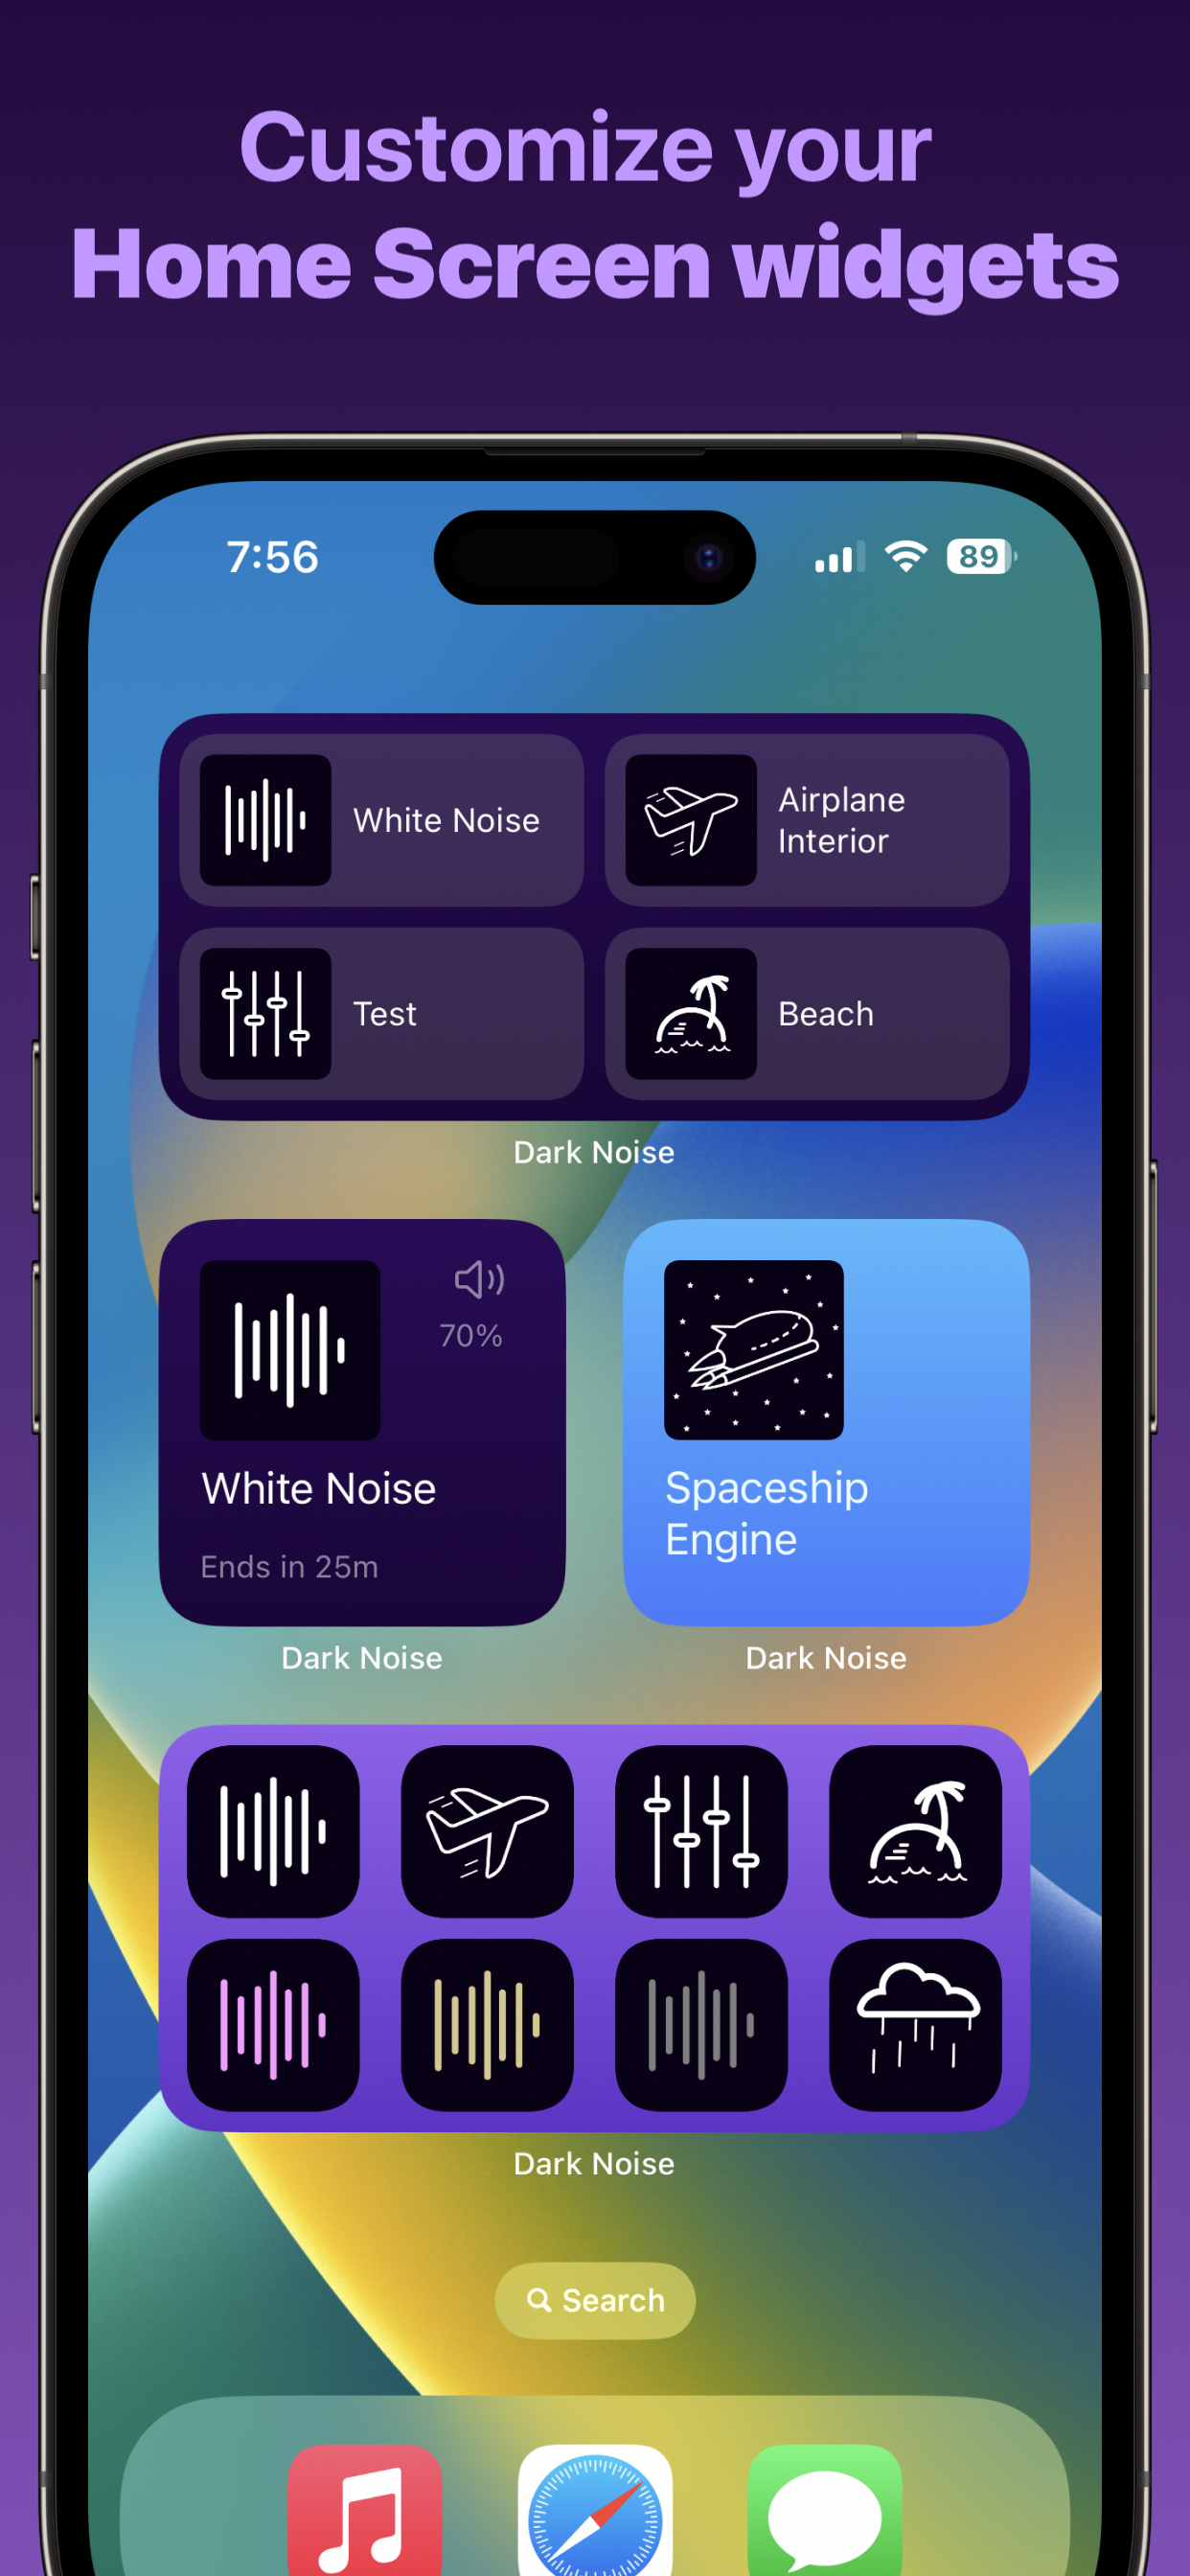 Customize your
Home Screen widgets
7:56
89
White Noise
Airplane
Interior
Test
Beach
Dark Noise
70%
White Noise
Ends in 25m
Spaceship
Engine
Dark Noise
Dark Noise
Dark Noise
Search